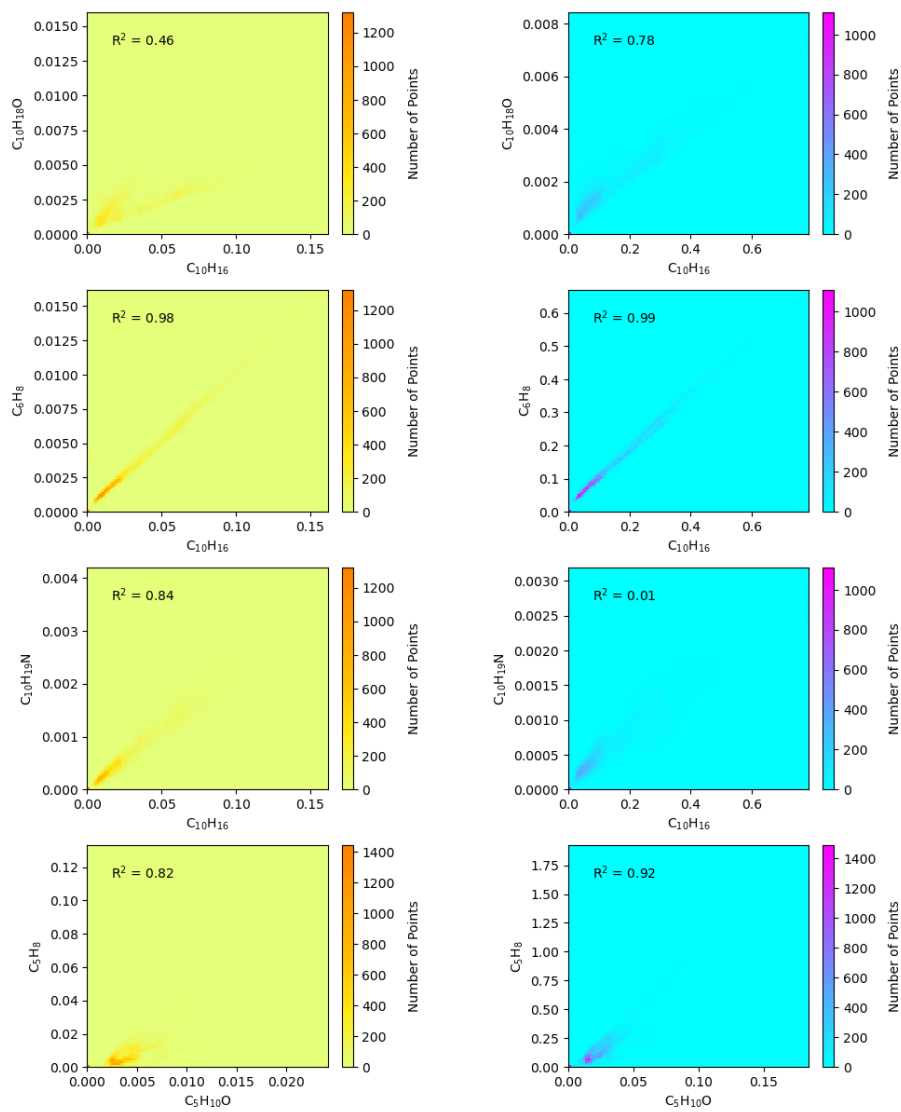 R² = 0.46
C₁₀H₁₈O
0.0150
0.0125
0.0100
0.0075
0.0050
0.0025
0.0000
0.00 0.05 0.10 0.15
C₁₀H₁₆
1200
1000
800
600
400
200
0
Number of Points
R² = 0.78
C₁₀H₁₈O
0.008
0.006
0.004
0.002
0.000
0.0 0.2 0.4 0.6
C₁₀H₁₆
1000
800
600
400
200
0
Number of Points
R² = 0.98
C₆H₈
0.0150
0.0125
0.0100
0.0075
0.0050
0.0025
0.0000
0.00 0.05 0.10 0.15
C₁₀H₁₆
1200
1000
800
600
400
200
0
Number of Points
R² = 0.99
C₆H₈
0.6
0.5
0.4
0.3
0.2
0.1
0.0
0.0 0.2 0.4 0.6
C₁₀H₁₆
1000
800
600
400
200
0
Number of Points
R² = 0.84
C₁₀H₁₉N
0.004
0.003
0.002
0.001
0.000
0.00 0.05 0.10 0.15
C₁₀H₁₆
1200
1000
800
600
400
200
0
Number of Points
R² = 0.01
C₁₀H₁₉N
0.0030
0.0025
0.0020
0.0015
0.0010
0.0005
0.0000
0.0 0.2 0.4 0.6
C₁₀H₁₆
1000
800
600
400
200
0
Number of Points
R² = 0.82
C₅H₈
0.12
0.10
0.08
0.06
0.04
0.02
0.00
0.000 0.005 0.010 0.015 0.020
C₅H₁₀O
1400
1200
1000
800
600
400
200
0
Number of Points
R² = 0.92
C₅H₈
1.75
1.50
1.25
1.00
0.75
0.50
0.25
0.00
0.00 0.05 0.10 0.15
C₅H₁₀O
1400
1200
1000
800
600
400
200
0
Number of Points